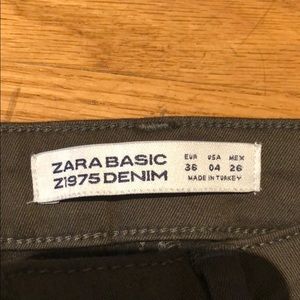 ZARA BASIC
Z1975 DENIM
EUR USA MEX
36 04 26
MADE IN TURKEY